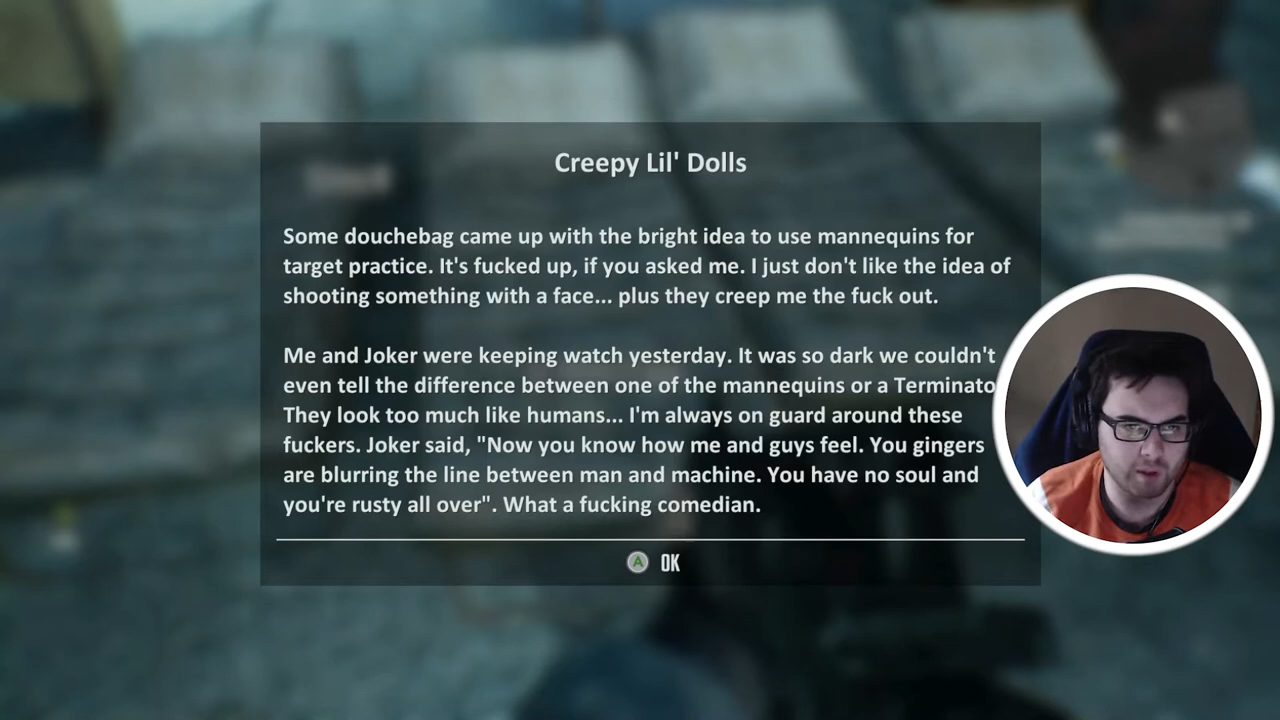 Creepy Lil' Dolls
Some douchebag came up with the bright idea to use mannequins for
target practice. It's fucked up, if you asked me. I just don't like the idea of
shooting something with a face... plus they creep me the fuck out.
Me and Joker were keeping watch yesterday. It was so dark we couldn't
even tell the difference between one of the mannequins or a Terminato
They look too much like humans... I'm always on guard around these
fuckers. Joker said, "Now you know how me and guys feel. You gingers
are blurring the line between man and machine. You have no soul and
you're rusty all over". What a fucking comedian.
A OK